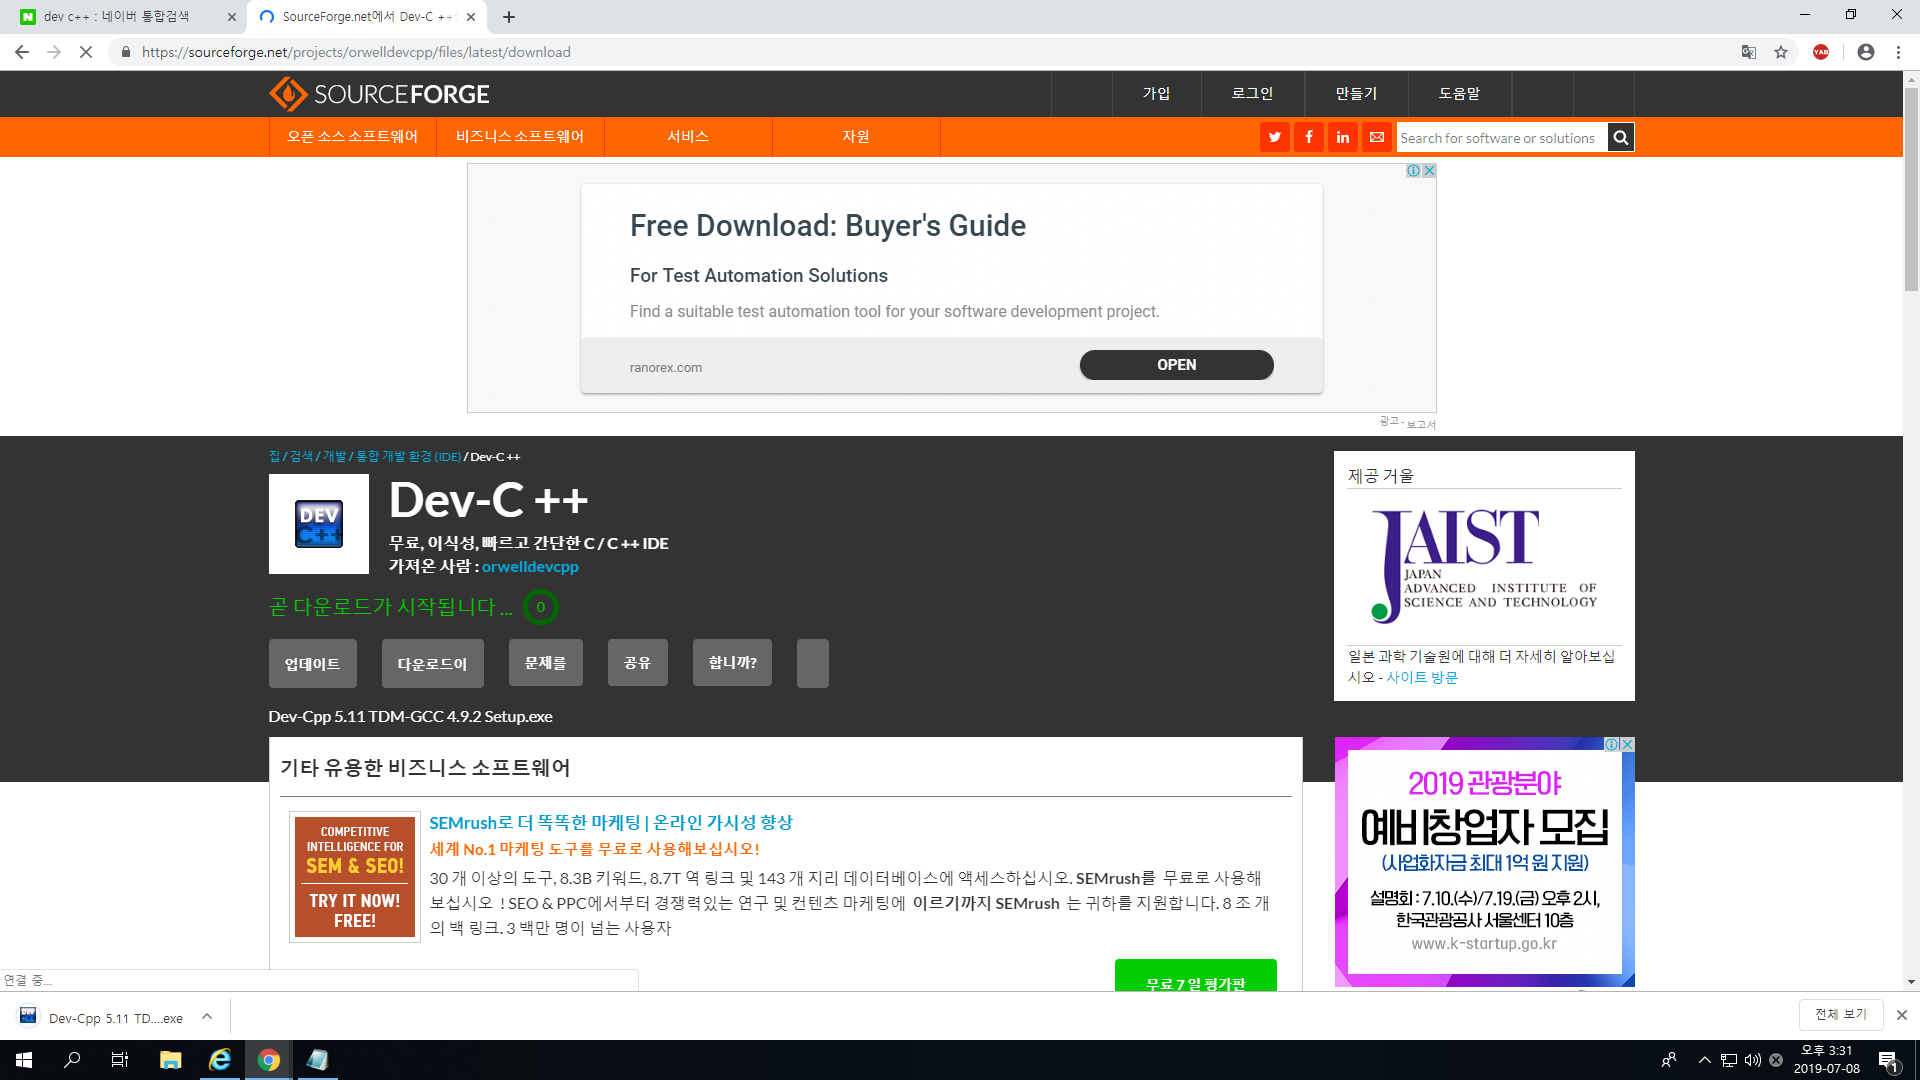 dev c++ : 네이버 통합검색
SourceForge.net에서 Dev-C ++
https://sourceforge.net/projects/orwelldevcpp/files/latest/download
SOURCEFORGE
가입
로그인
만들기
도움말
오픈 소스 소프트웨어
비즈니스 소프트웨어
서비스
자원
Search for software or solutions
Free Download: Buyer's Guide
For Test Automation Solutions
Find a suitable test automation tool for your software development project.
ranorex.com
OPEN
광고 - 보고서
집 / 검색 / 개발 / 통합 개발 환경 (IDE) / Dev-C ++
DEV
C++
Dev-C ++
무료, 이식성, 빠르고 간단한 C / C ++ IDE
가져온 사람 : orwelldevcpp
곧 다운로드가 시작됩니다 ... 0
업데이트
다운로드이
문제를
공유
합니까?
Dev-Cpp 5.11 TDM-GCC 4.9.2 Setup.exe
제공 거울
JAIST
JAPAN
ADVANCED INSTITUTE OF
SCIENCE AND TECHNOLOGY
일본 과학 기술원에 대해 더 자세히 알아보십
시오 - 사이트 방문
기타 유용한 비즈니스 소프트웨어
COMPETITIVE
INTELLIGENCE FOR
SEM & SEO!
TRY IT NOW!
FREE!
SEMrush로 더 똑똑한 마케팅 | 온라인 가시성 향상
세계 No.1 마케팅 도구를 무료로 사용해보십시오!
30 개 이상의 도구, 8.3B 키워드, 8.7T 역 링크 및 143 개 지리 데이터베이스에 액세스하십시오. SEMrush를 무료로 사용해
보십시오 ! SEO & PPC에서부터 경쟁력있는 연구 및 컨텐츠 마케팅에 이르기까지 SEMrush 는 귀하를 지원합니다. 8 조 개
의 백 링크. 3 백만 명이 넘는 사용자
무료 7 일 평가판
2019 관광분야
예비창업자 모집
(사업화자금 최대 1억 원 지원)
설명회 : 7.10.(수)/7.19.(금) 오후 2시,
한국관광공사 서울센터 10층
www.k-startup.go.kr
연결 중...
Dev-Cpp 5.11 TD....exe
전체 보기
오후 3:31
2019-07-08
1